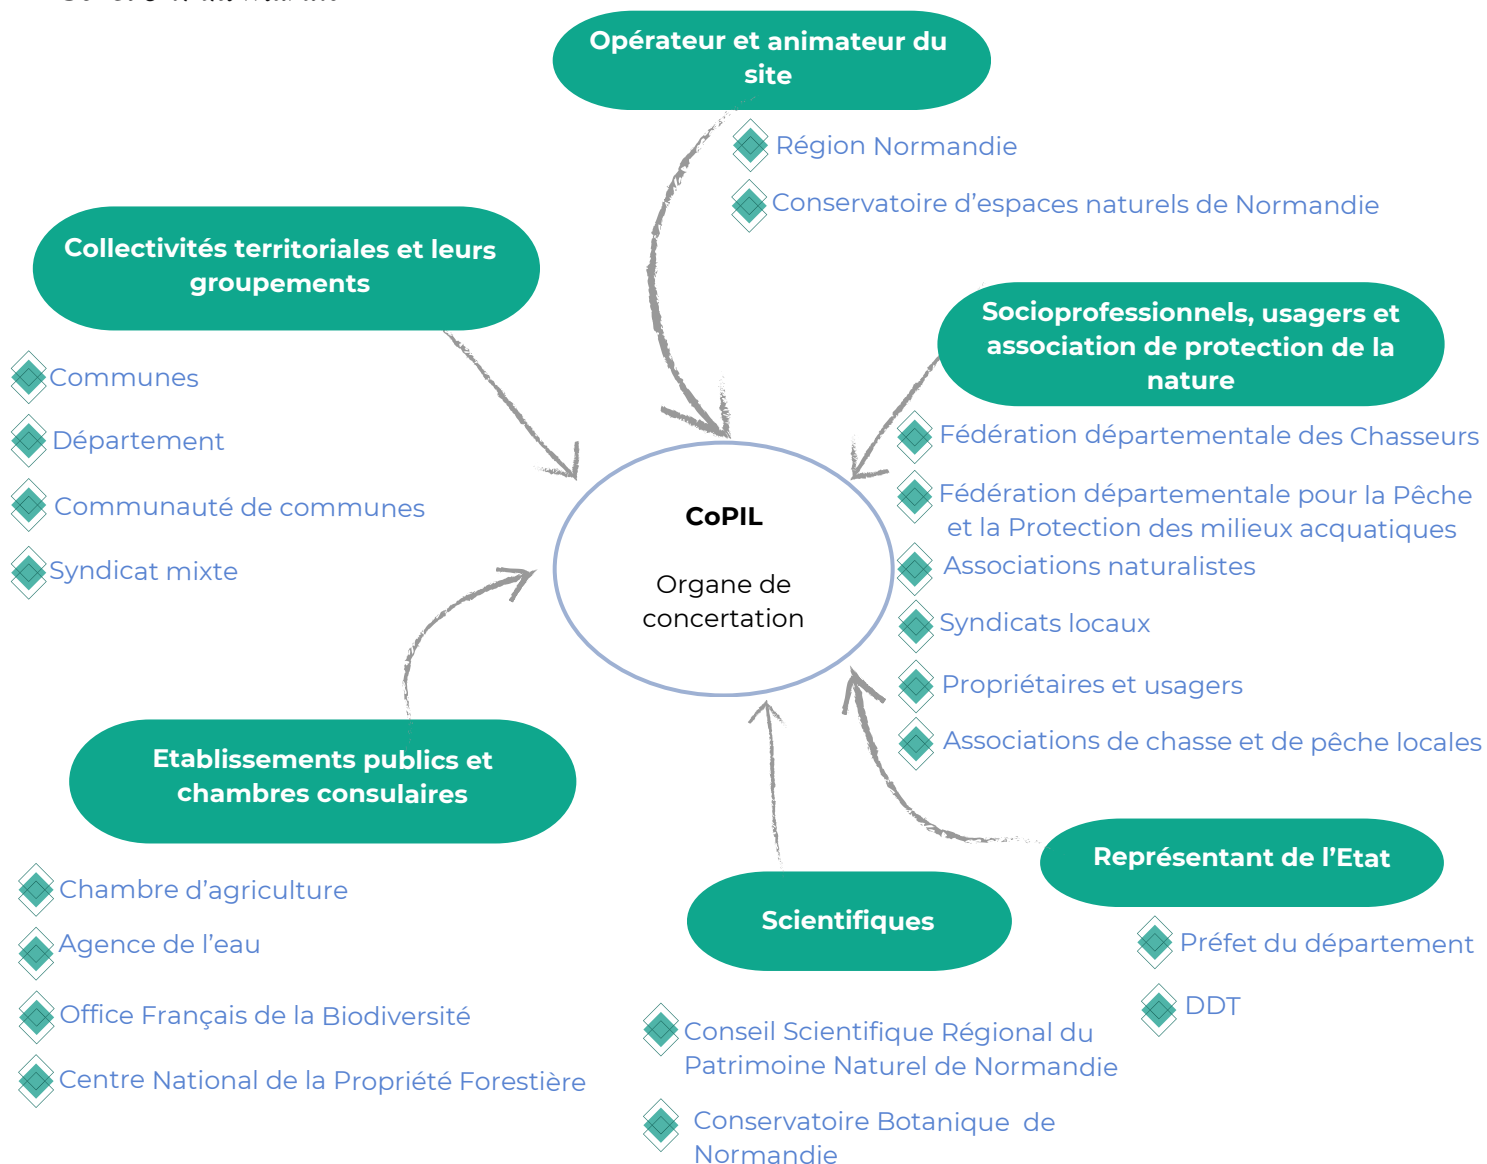 Opérateur et animateur du
site
Région Normandie
Conservatoire d’espaces naturels de Normandie
Collectivités territoriales et leurs
groupements
Communes
Département
Communauté de communes
Syndicat mixte
Socioprofessionnels, usagers et
association de protection de la
nature
Fédération départementale des Chasseurs
Fédération départementale pour la Pêche
et la Protection des milieux acquatiques
Associations naturalistes
Syndicats locaux
Propriétaires et usagers
Associations de chasse et de pêche locales
CoPIL
Organe de
concertation
Etablissements publics et
chambres consulaires
Chambre d’agriculture
Agence de l’eau
Office Français de la Biodiversité
Centre National de la Propriété Forestière
Scientifiques
Conseil Scientifique Régional du
Patrimoine Naturel de Normandie
Conservatoire Botanique de
Normandie
Représentant de l’Etat
Préfet du département
DDT